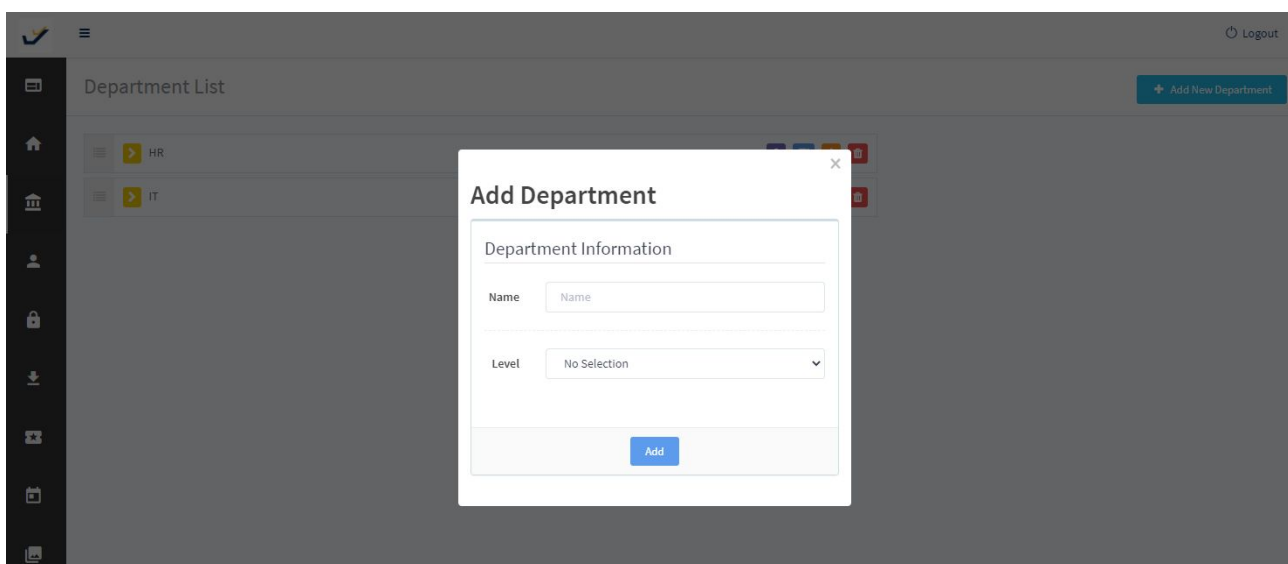 Logout
Department List
Add New Department
HR
IT
Add Department
Department Information
Name
Name
Level
No Selection
Add